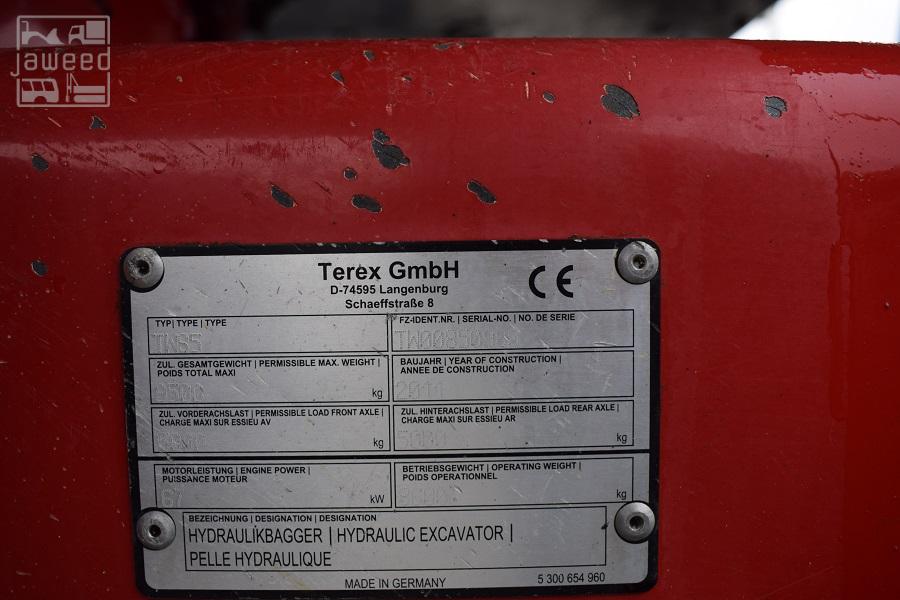 jaweed
Terex GmbH
D-74595 Langenburg
Schaeffstraße 8
CE
TYP | TYPE | TYPE
TW85
FZ-IDENT.NR. | SERIAL-NO. | NO. DE SERIE
ZUL. GESAMTGEWICHT | PERMISSIBLE MAX. WEIGHT |
POIDS TOTAL MAXI
9500
kg
BAUJAHR | YEAR OF CONSTRUCTION |
ANNEE DE CONSTRUCTION
ZUL. VORDERACHSLAST | PERMISSIBLE LOAD FRONT AXLE |
CHARGE MAXI SUR ESSIEU AV
kg
ZUL. HINTERACHSLAST | PERMISSIBLE LOAD REAR AXLE |
CHARGE MAXI SUR ESSIEU AR
kg
MOTORLEISTUNG | ENGINE POWER |
PUISSANCE MOTEUR
67
kW
BETRIEBSGEWICHT | OPERATING WEIGHT |
POIDS OPERATIONNEL
kg
BEZEICHNUNG | DESIGNATION | DESIGNATION
HYDRAULIKBAGGER | HYDRAULIC EXCAVATOR |
PELLE HYDRAULIQUE
MADE IN GERMANY
5 300 654 960